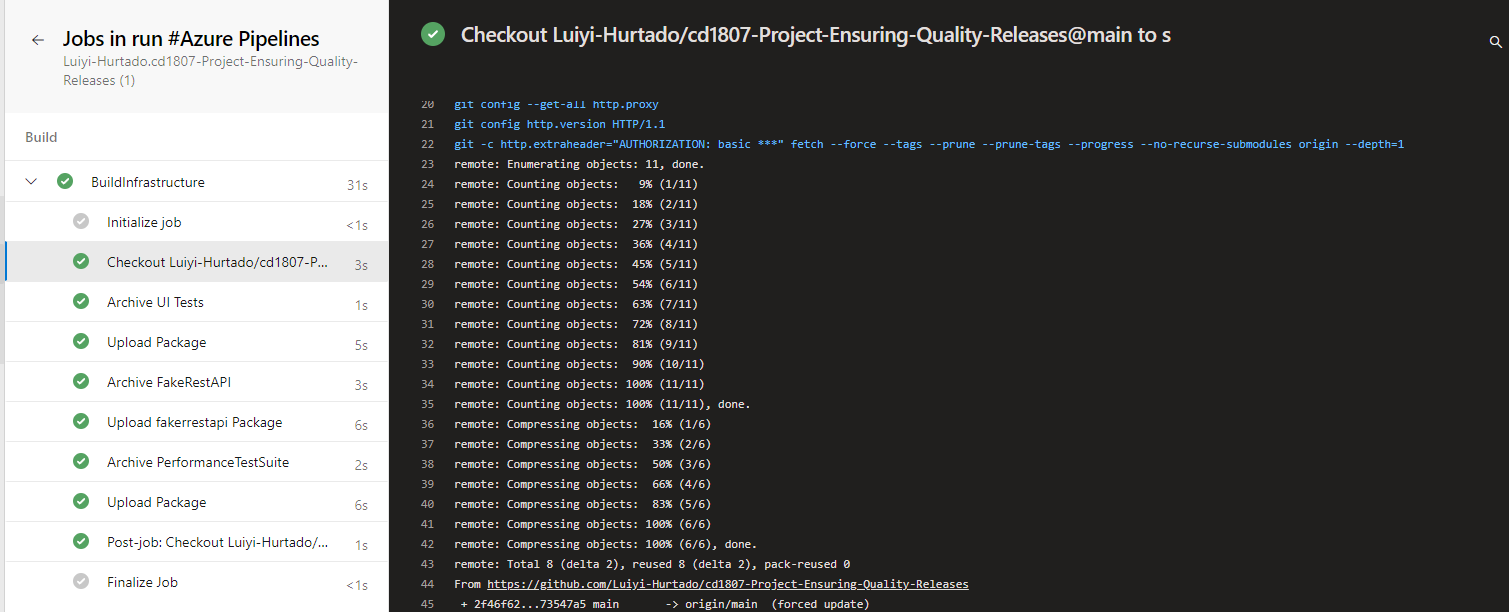 Jobs in run #Azure Pipelines
Luiyi-Hurtado.cd1807-Project-Ensuring-Quality-
Releases (1)
Build
BuildInfrastructure 31s
Initialize job <1s
Checkout Luiyi-Hurtado/cd1807-P... 3s
Archive UI Tests 1s
Upload Package 5s
Archive FakeRestAPI 3s
Upload fakerrestapi Package 6s
Archive PerformanceTestSuite 2s
Upload Package 6s
Post-job: Checkout Luiyi-Hurtado/... 1s
Finalize Job <1s
Checkout Luiyi-Hurtado/cd1807-Project-Ensuring-Quality-Releases@main to s
20 git config --get-all http.proxy
21 git config http.version HTTP/1.1
22 git -c http.extraheader="AUTHORIZATION: basic ***" fetch --force --tags --prune --prune-tags --progress --no-recurse-submodules origin --depth=1
23 remote: Enumerating objects: 11, done.
24 remote: Counting objects:   9% (1/11)
25 remote: Counting objects:  18% (2/11)
26 remote: Counting objects:  27% (3/11)
27 remote: Counting objects:  36% (4/11)
28 remote: Counting objects:  45% (5/11)
29 remote: Counting objects:  54% (6/11)
30 remote: Counting objects:  63% (7/11)
31 remote: Counting objects:  72% (8/11)
32 remote: Counting objects:  81% (9/11)
33 remote: Counting objects:  90% (10/11)
34 remote: Counting objects: 100% (11/11)
35 remote: Counting objects: 100% (11/11), done.
36 remote: Compressing objects:  16% (1/6)
37 remote: Compressing objects:  33% (2/6)
38 remote: Compressing objects:  50% (3/6)
39 remote: Compressing objects:  66% (4/6)
40 remote: Compressing objects:  83% (5/6)
41 remote: Compressing objects: 100% (6/6)
42 remote: Compressing objects: 100% (6/6), done.
43 remote: Total 8 (delta 2), reused 8 (delta 2), pack-reused 0
44 From https://github.com/Luiyi-Hurtado/cd1807-Project-Ensuring-Quality-Releases
45  + 2f46f62...73547a5 main       -> origin/main  (forced update)